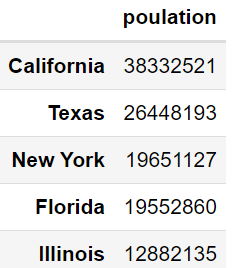 poulation
California 38332521
Texas 26448193
New York 19651127
Florida 19552860
Illinois 12882135